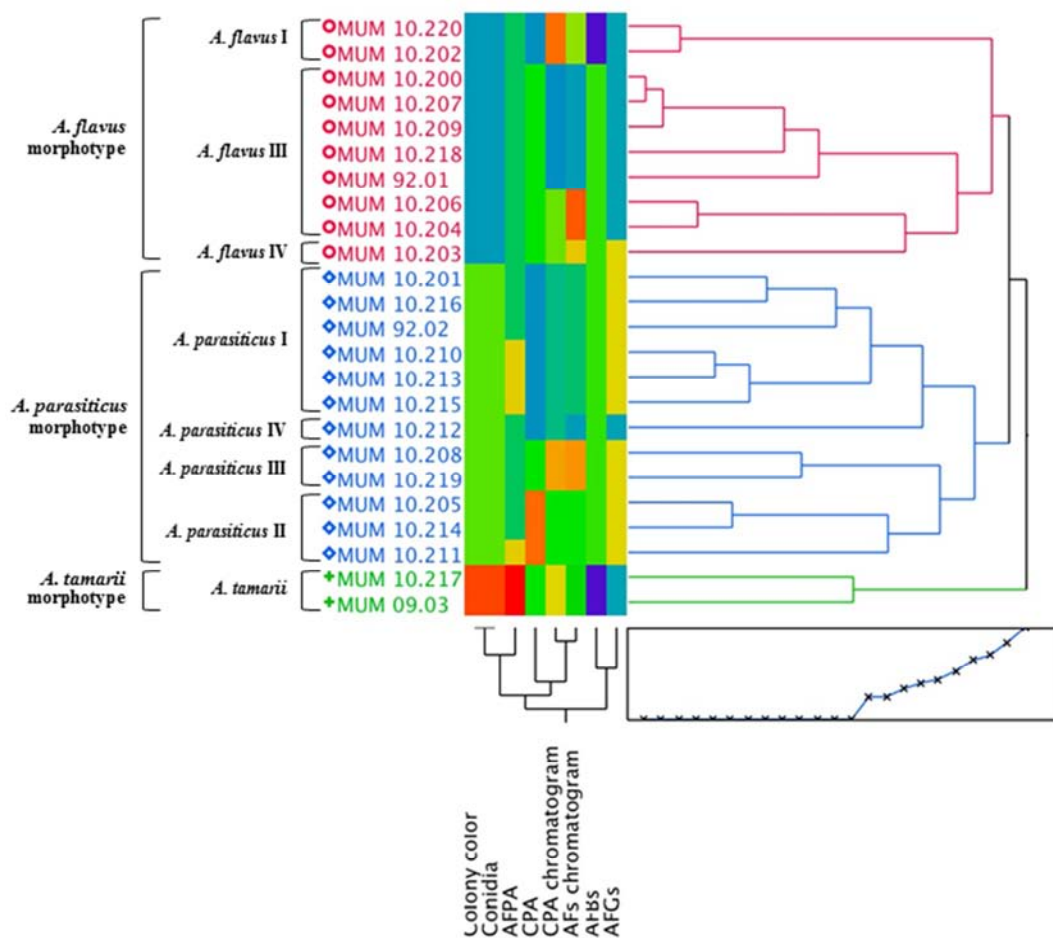 A. flavus
morphotype
A. flavus I
A. flavus III
A. flavus IV
MUM 10.220
MUM 10.202
MUM 10.200
MUM 10.207
MUM 10.209
MUM 10.218
MUM 92.01
MUM 10.206
MUM 10.204
MUM 10.203
A. parasiticus
morphotype
A. parasiticus I
A. parasiticus IV
A. parasiticus III
A. parasiticus II
MUM 10.201
MUM 10.216
MUM 92.02
MUM 10.210
MUM 10.213
MUM 10.215
MUM 10.212
MUM 10.208
MUM 10.219
MUM 10.205
MUM 10.214
MUM 10.211
A. tamarii
morphotype
A. tamarii
MUM 10.217
MUM 09.03
Colony color
Conidia
AFPA
CPA
CPA chromatogram
AFs chromatogram
AFBs
AFGs